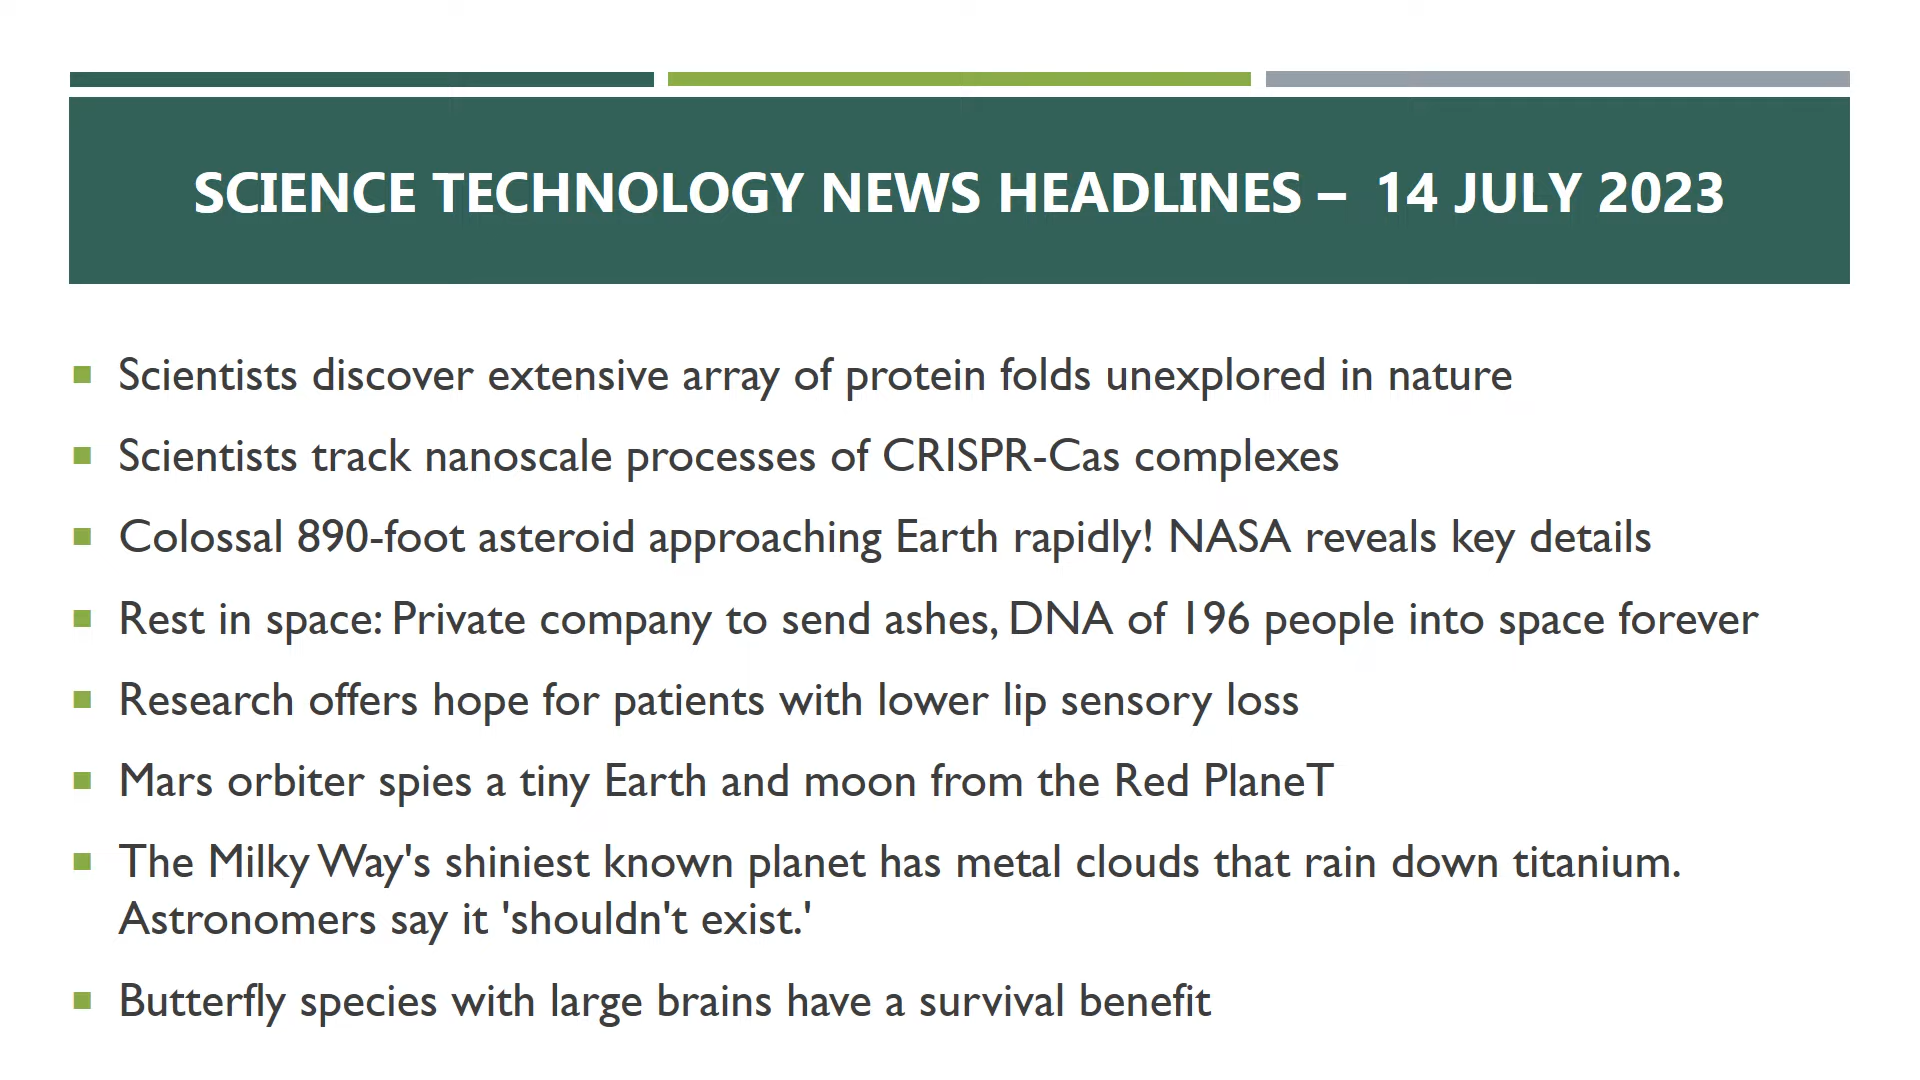 SCIENCE TECHNOLOGY NEWS HEADLINES – 14 JULY 2023
Scientists discover extensive array of protein folds unexplored in nature
Scientists track nanoscale processes of CRISPR-Cas complexes
Colossal 890-foot asteroid approaching Earth rapidly! NASA reveals key details
Rest in space: Private company to send ashes, DNA of 196 people into space forever
Research offers hope for patients with lower lip sensory loss
Mars orbiter spies a tiny Earth and moon from the Red PlaneT
The Milky Way's shiniest known planet has metal clouds that rain down titanium.
Astronomers say it 'shouldn't exist.'
Butterfly species with large brains have a survival benefit